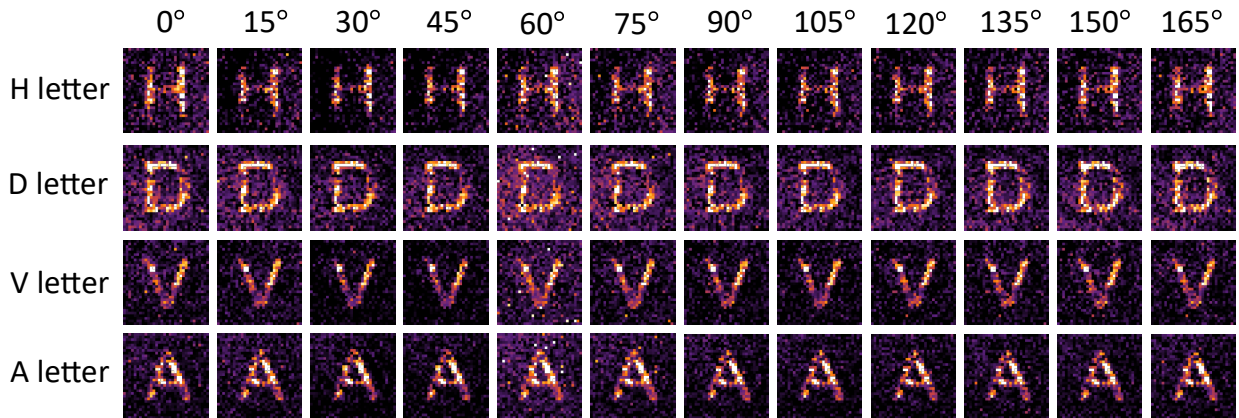 0° 15° 30° 45° 60° 75° 90° 105° 120° 135° 150° 165°
H letter H H H H H H H H H H H H
D letter D D D D D D D D D D D D
V letter V V V V V V V V V V V V
A letter A A A A A A A A A A A A